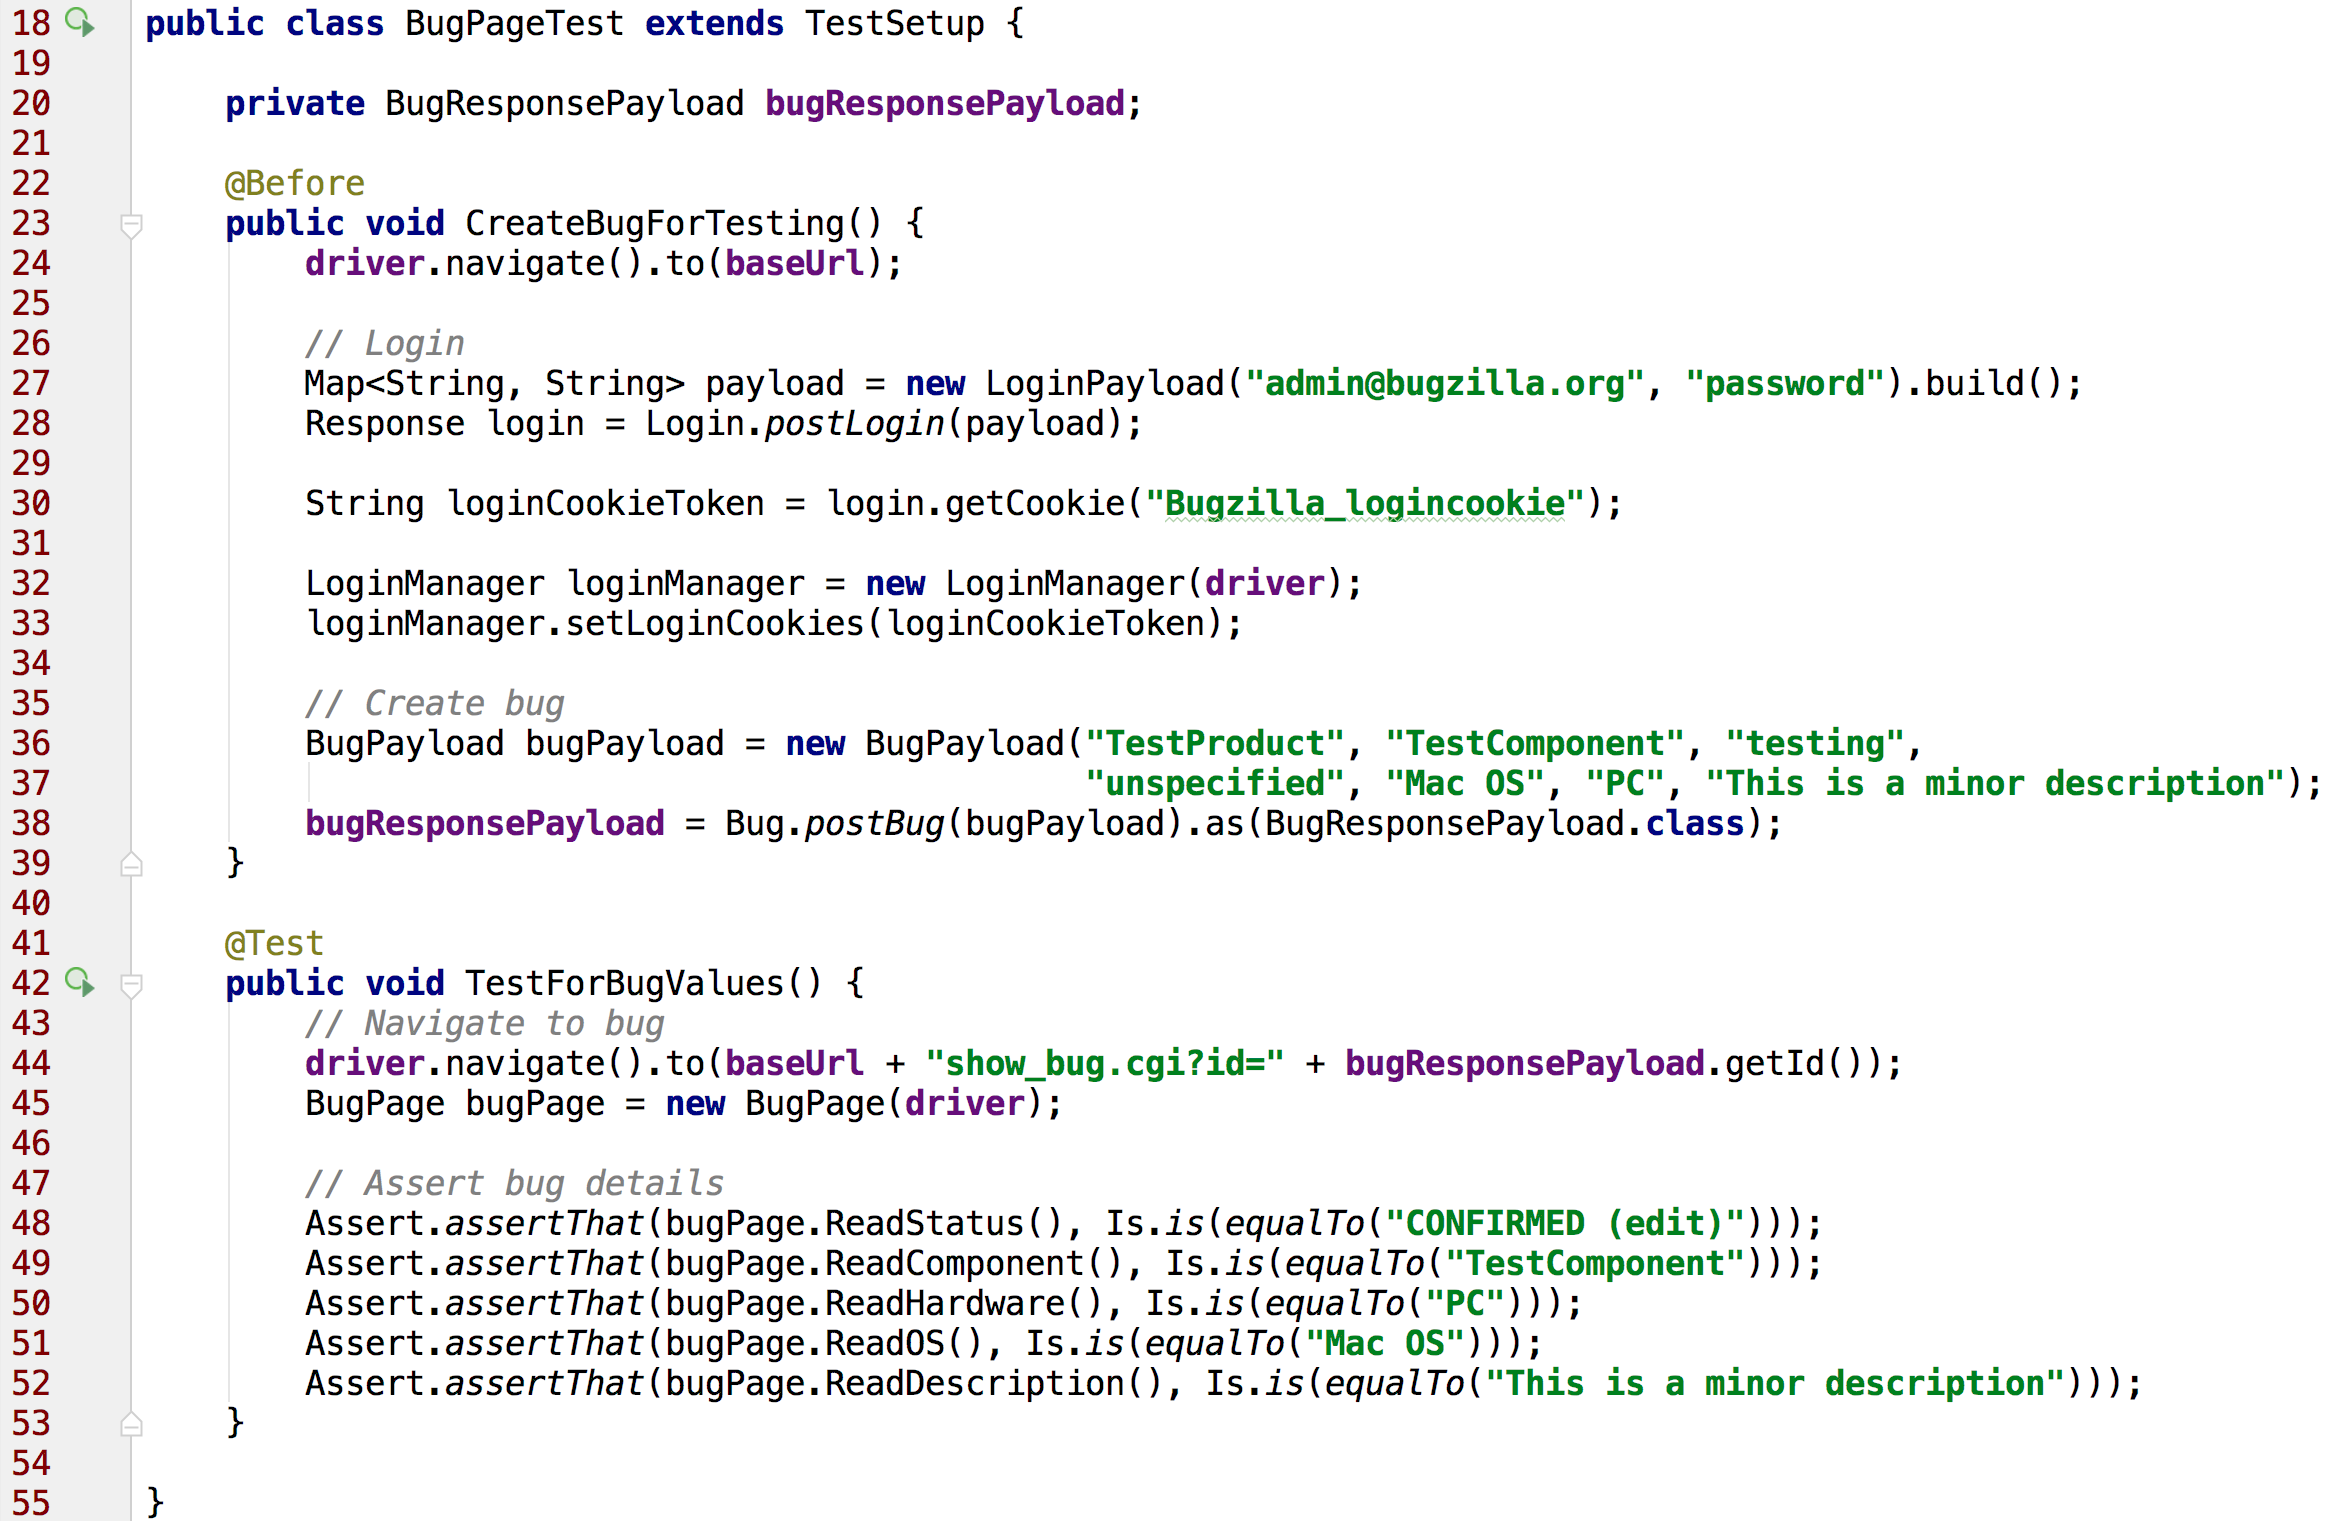 18 public class BugPageTest extends TestSetup {
19
20     private BugResponsePayload bugResponsePayload;
21
22     @Before
23     public void CreateBugForTesting() {
24         driver.navigate().to(baseUrl);
25
26         // Login
27         Map<String, String> payload = new LoginPayload("admin@bugzilla.org", "password").build();
28         Response login = Login.postLogin(payload);
29
30         String loginCookieToken = login.getCookie("Bugzilla_logincookie");
31
32         LoginManager loginManager = new LoginManager(driver);
33         loginManager.setLoginCookies(loginCookieToken);
34
35         // Create bug
36         BugPayload bugPayload = new BugPayload("TestProduct", "TestComponent", "testing",
37                                                "unspecified", "Mac OS", "PC", "This is a minor description");
38         bugResponsePayload = Bug.postBug(bugPayload).as(BugResponsePayload.class);
39     }
40
41     @Test
42     public void TestForBugValues() {
43         // Navigate to bug
44         driver.navigate().to(baseUrl + "show_bug.cgi?id=" + bugResponsePayload.getId());
45         BugPage bugPage = new BugPage(driver);
46
47         // Assert bug details
48         Assert.assertThat(bugPage.ReadStatus(), Is.is(equalTo("CONFIRMED (edit)")));
49         Assert.assertThat(bugPage.ReadComponent(), Is.is(equalTo("TestComponent")));
50         Assert.assertThat(bugPage.ReadHardware(), Is.is(equalTo("PC")));
51         Assert.assertThat(bugPage.ReadOS(), Is.is(equalTo("Mac OS")));
52         Assert.assertThat(bugPage.ReadDescription(), Is.is(equalTo("This is a minor description")));
53     }
54
55 }